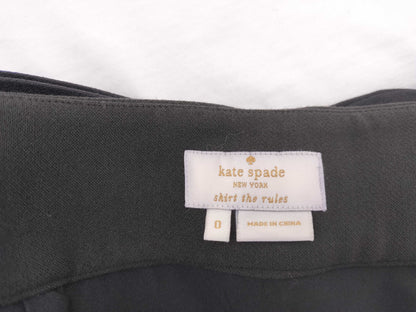 kate spade
NEW YORK
skirt the rules
0
MADE IN CHINA